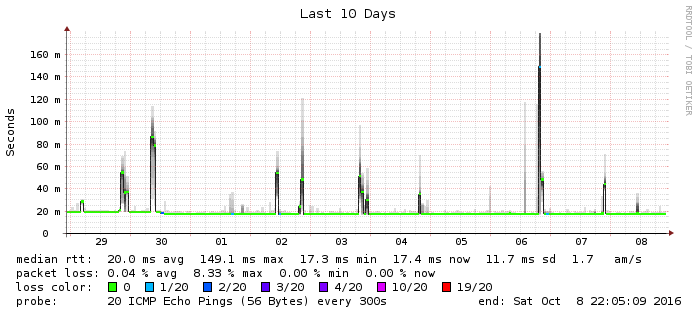 Last 10 Days
RRDTOOL / TOBI OETIKER
Seconds
160 m
140 m
120 m
100 m
80 m
60 m
40 m
20 m
0
29 30 01 02 03 04 05 06 07 08
median rtt: 20.0 ms avg 149.1 ms max 17.3 ms min 17.4 ms now 11.7 ms sd 1.7 am/s
packet loss: 0.04 % avg 8.33 % max 0.00 % min 0.00 % now
loss color: 0 1/20 2/20 3/20 4/20 10/20 19/20
probe: 20 ICMP Echo Pings (56 Bytes) every 300s end: Sat Oct 8 22:05:09 2016